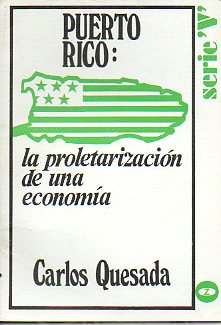 PUERTO
RICO:
la proletarización
de una
economía
Carlos Quesada
serie 'V'
Z